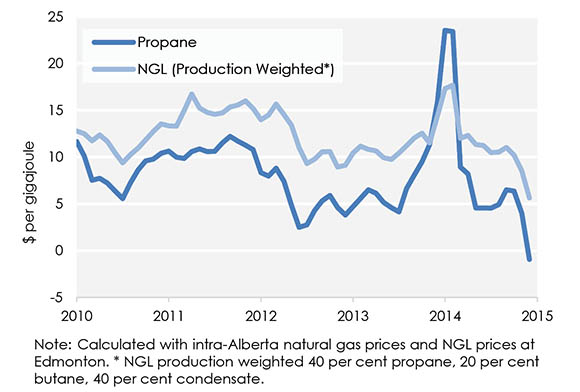 25
20
15
10
5
0
-5
$ per gigajoule
Propane
NGL (Production Weighted*)
2010 2011 2012 2013 2014 2015
Note: Calculated with intra-Alberta natural gas prices and NGL prices at
Edmonton. * NGL production weighted 40 per cent propane, 20 per cent
butane, 40 per cent condensate.